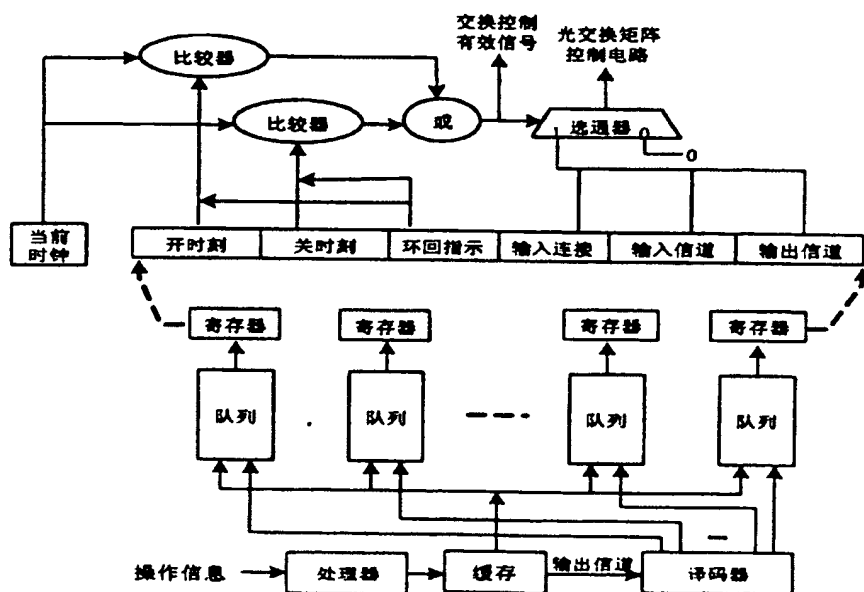 交换控制
有效信号
光交换矩阵
控制电路
比较器
比较器
或
选通器
1
0
0
当前
时钟
开时刻
关时刻
环回指示
输入连接
输入信道
输出信道
寄存器
寄存器
寄存器
寄存器
队列
队列
队列
队列
操作信息
处理器
缓存
输出信道
译码器